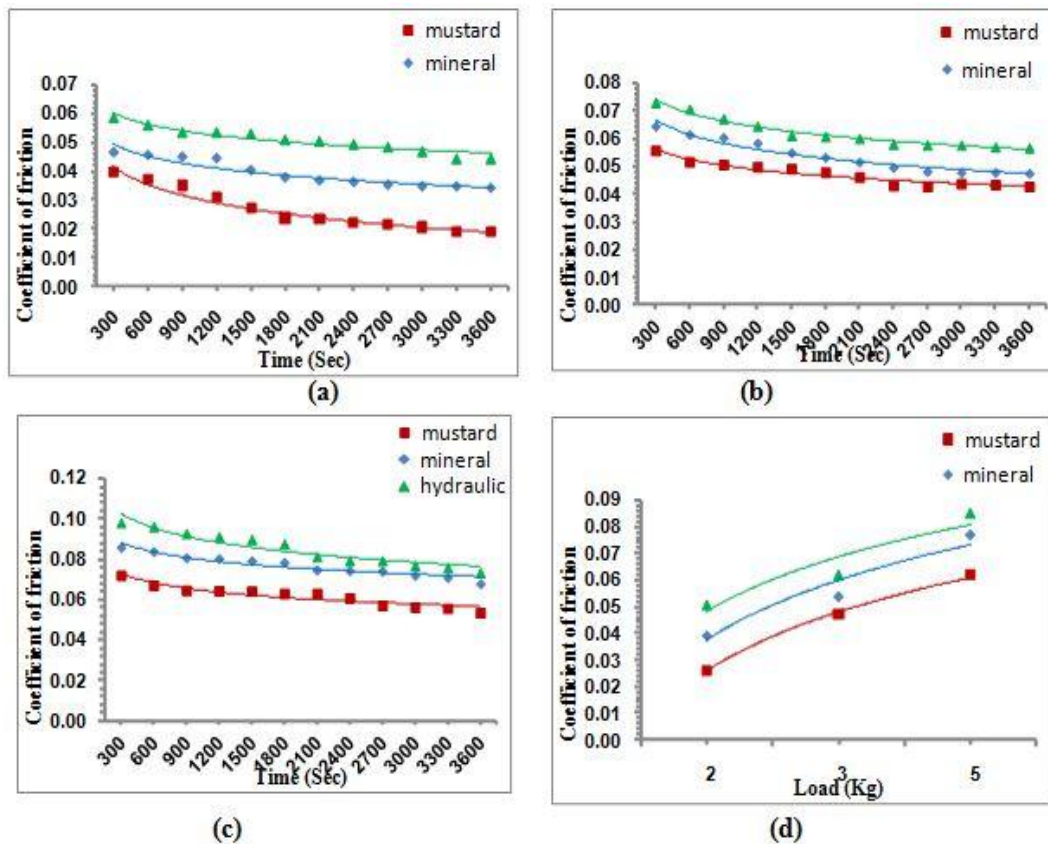 mustard
mineral
Coefficient of friction
0.07
0.06
0.05
0.04
0.03
0.02
0.01
0.00
300 600 900 1200 1500 1800 2100 2400 2700 3000 3300 3600
Time (Sec)
(a)
mustard
mineral
Coefficient of friction
0.08
0.07
0.06
0.05
0.04
0.03
0.02
0.01
0.00
300 600 900 1200 1500 1800 2100 2400 2700 3000 3300 3600
Time (Sec)
(b)
mustard
mineral
hydraulic
Coefficient of friction
0.12
0.10
0.08
0.06
0.04
0.02
0.00
300 600 900 1200 1500 1800 2100 2400 2700 3000 3300 3600
Time (Sec)
(c)
mustard
mineral
Coefficient of friction
0.09
0.08
0.07
0.06
0.05
0.04
0.03
0.02
0.01
0.00
2 3 5
Load (Kg)
(d)